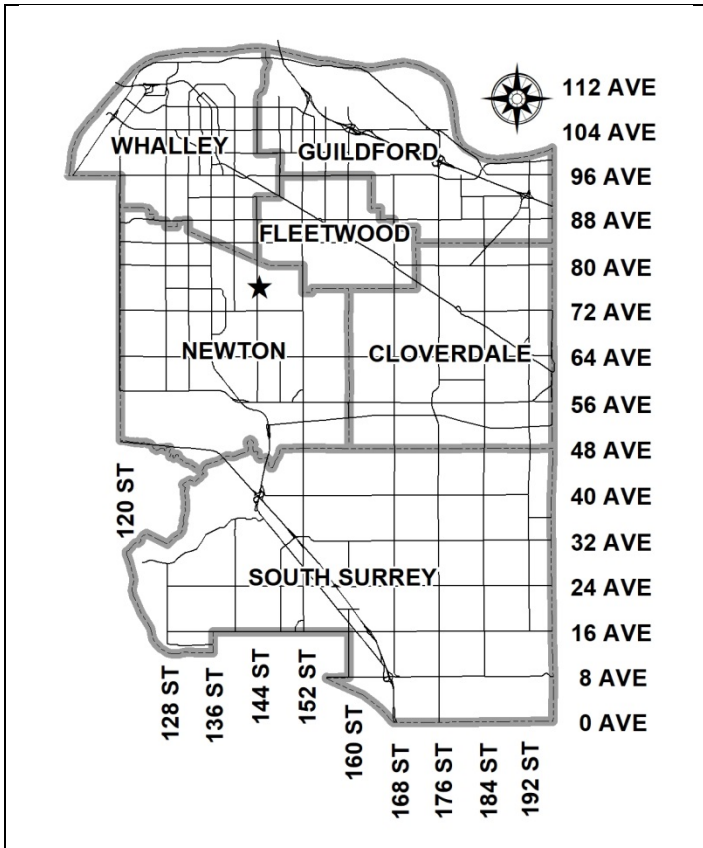 112 AVE
104 AVE
WHALLEY
GUILDFORD
96 AVE
88 AVE
FLEETWOOD
80 AVE
72 AVE
NEWTON
CLOVERDALE
64 AVE
56 AVE
48 AVE
120 ST
40 AVE
32 AVE
SOUTH SURREY
24 AVE
16 AVE
128 ST
136 ST
144 ST
152 ST
160 ST
8 AVE
0 AVE
168 ST
176 ST
184 ST
192 ST